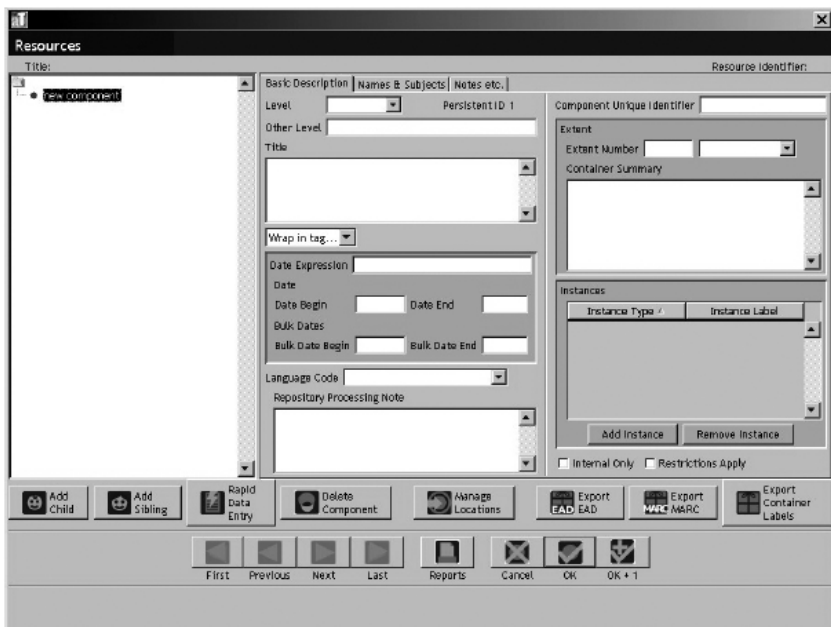 aT
Resources
Title:
Resource Identifier:
new component
Basic Description
Names & Subjects
Notes etc.
Level
Persistent ID 1
Other Level
Title
Wrap in tag...
Date Expression
Date
Date Begin
Date End
Bulk Dates
Bulk Date Begin
Bulk Date End
Language Code
Repository Processing Note
Component Unique Identifier
Extent
Extent Number
Container Summary
Instances
Instance Type
Instance Label
Add Instance
Remove Instance
Internal Only
Restrictions Apply
Add
Child
Add
Sibling
Rapid
Data
Entry
Delete
Component
Manage
Locations
EAD
Export
EAD
MARC
Export
MARC
Export
Container
Labels
First
Previous
Next
Last
Reports
Cancel
OK
OK + 1